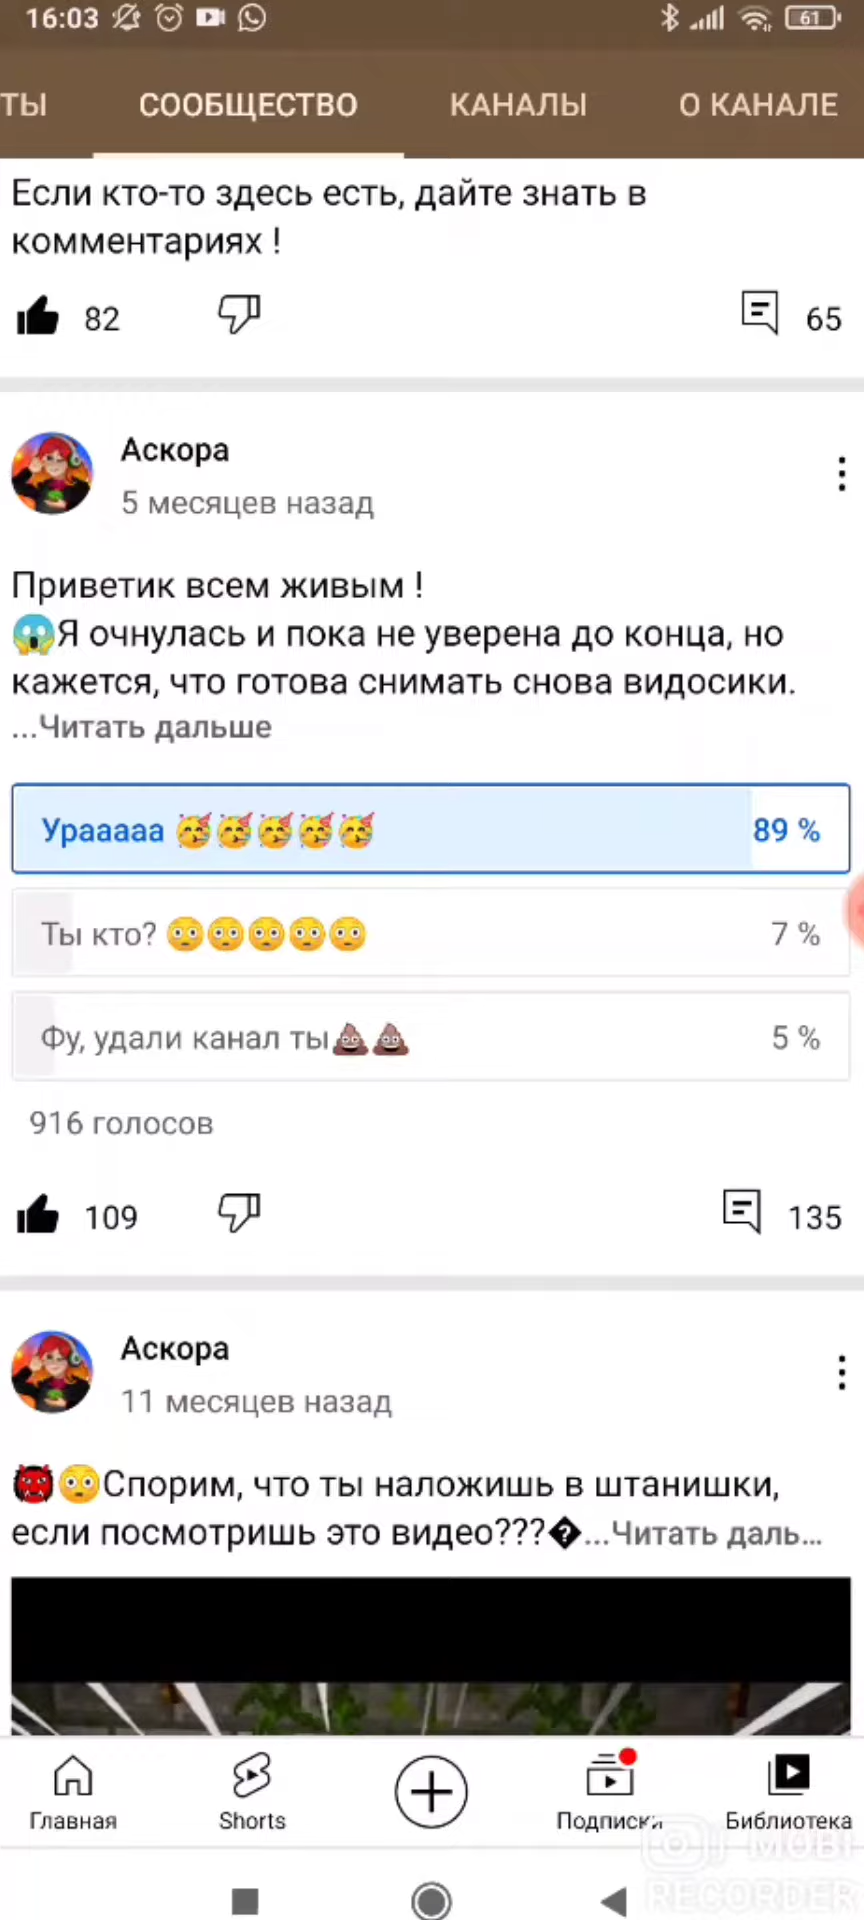 16:03
61
ТЫ СООБЩЕСТВО КАНАЛЫ О КАНАЛЕ
Если кто-то здесь есть, дайте знать в
комментариях !
82 65
Аскора
5 месяцев назад
Приветик всем живым !
😱Я очнулась и пока не уверена до конца, но
кажется, что готова снимать снова видосики.
...Читать дальше
Урааааа 🥳🥳🥳🥳🥳 89 %
Ты кто? 😳😳😳😳😳 7 %
Фу, удали канал ты💩💩 5 %
916 голосов
109 135
Аскора
11 месяцев назад
👹😳Спорим, что ты наложишь в штанишки,
если посмотришь это видео???�...Читать даль...
Главная Shorts Подписки Библиотека
MOBI
RECORDER